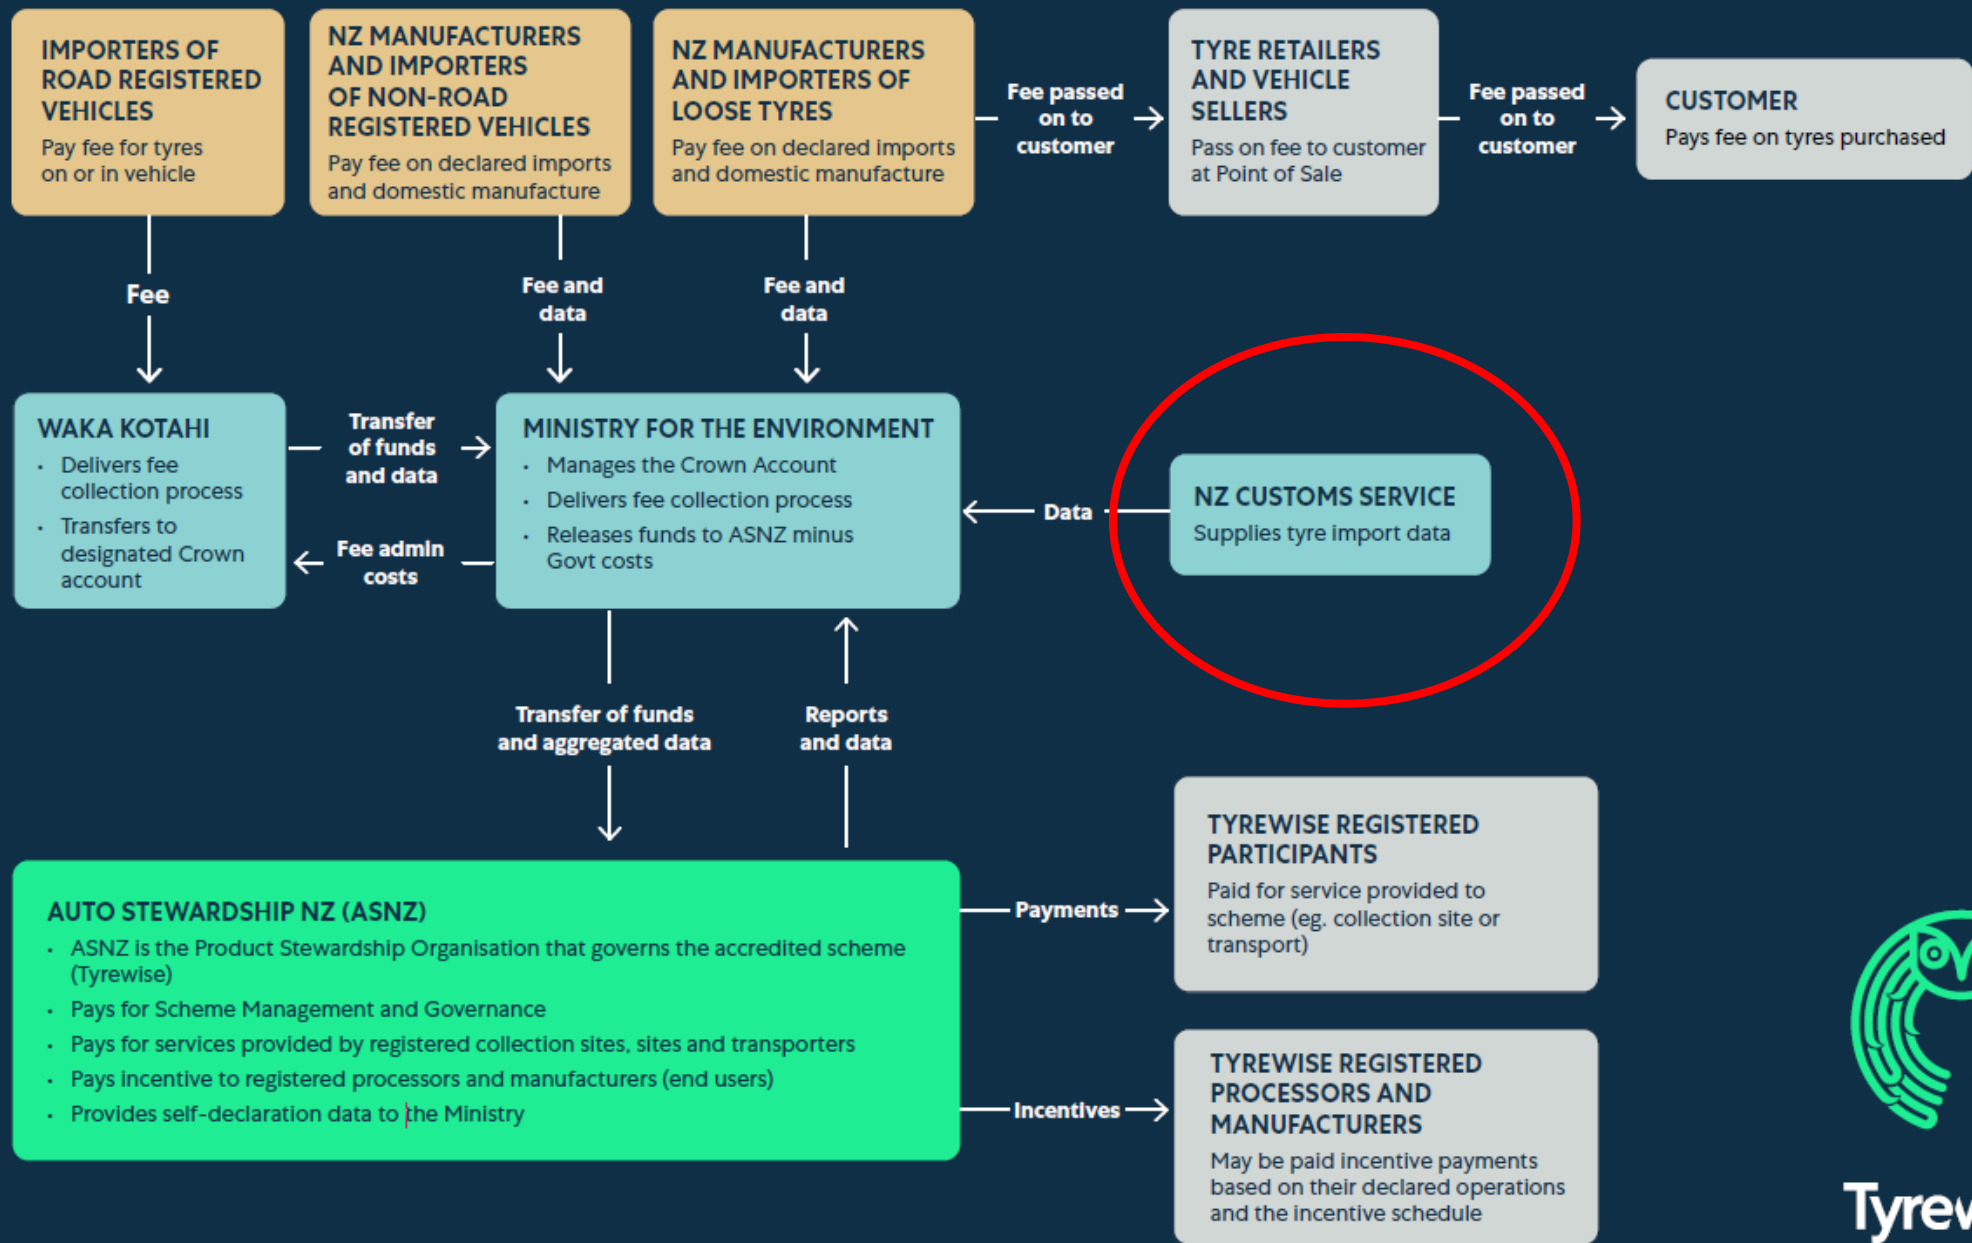 IMPORTERS OF
ROAD REGISTERED
VEHICLES
Pay fee for tyres
on or in vehicle
NZ MANUFACTURERS
AND IMPORTERS
OF NON-ROAD
REGISTERED VEHICLES
Pay fee on declared imports
and domestic manufacture
NZ MANUFACTURERS
AND IMPORTERS OF
LOOSE TYRES
Pay fee on declared imports
and domestic manufacture
Fee passed
on to
customer
TYRE RETAILERS
AND VEHICLE
SELLERS
Pass on fee to customer
at Point of Sale
Fee passed
on to
customer
CUSTOMER
Pays fee on tyres purchased
Fee
Fee and
data
Fee and
data
WAKA KOTAHI
• Delivers fee
collection process
• Transfers to
designated Crown
account
Transfer
of funds
and data
Fee admin
costs
MINISTRY FOR THE ENVIRONMENT
• Manages the Crown Account
• Delivers fee collection process
• Releases funds to ASNZ minus
Govt costs
Data
NZ CUSTOMS SERVICE
Supplies tyre import data
Transfer of funds
and aggregated data
Reports
and data
AUTO STEWARDSHIP NZ (ASNZ)
• ASNZ is the Product Stewardship Organisation that governs the accredited scheme
(Tyrewise)
• Pays for Scheme Management and Governance
• Pays for services provided by registered collection sites, sites and transporters
• Pays incentive to registered processors and manufacturers (end users)
• Provides self-declaration data to the Ministry
Payments
TYREWISE REGISTERED
PARTICIPANTS
Paid for service provided to
scheme (eg. collection site or
transport)
Incentives
TYREWISE REGISTERED
PROCESSORS AND
MANUFACTURERS
May be paid incentive payments
based on their declared operations
and the incentive schedule